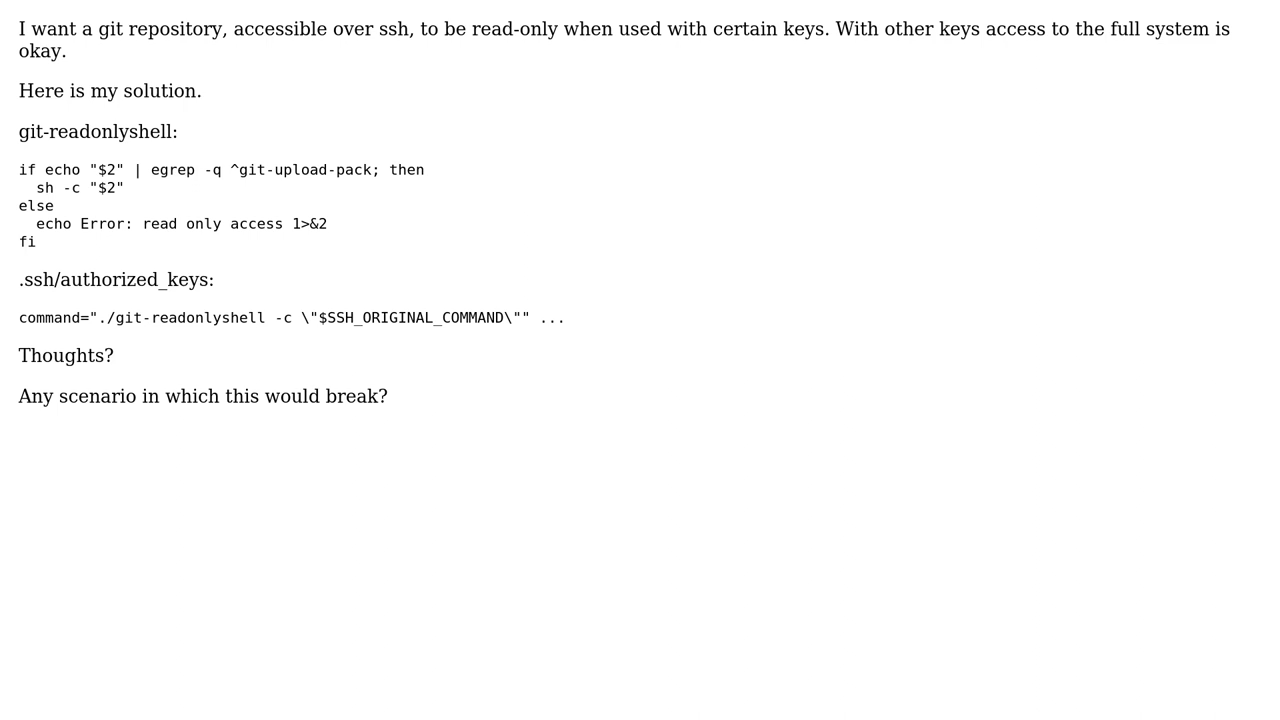 I want a git repository, accessible over ssh, to be read-only when used with certain keys. With other keys access to the full system is
okay.
Here is my solution.
git-readonlyshell:
if echo "$2" | egrep -q ^git-upload-pack; then
  sh -c "$2"
else
  echo Error: read only access 1>&2
fi
.ssh/authorized_keys:
command="./git-readonlyshell -c \"$SSH_ORIGINAL_COMMAND\"" ...
Thoughts?
Any scenario in which this would break?